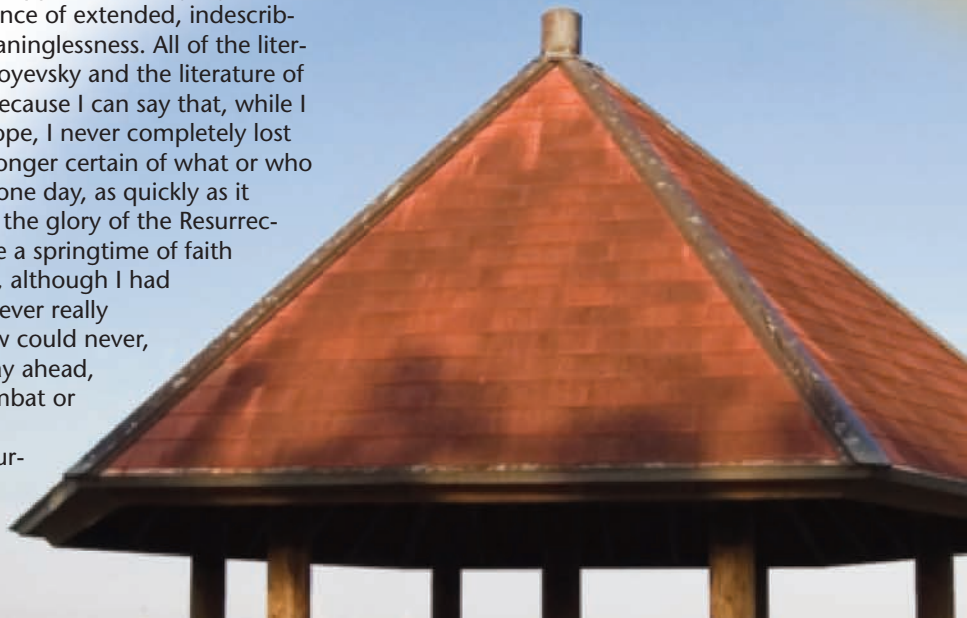 nce of extended, indescrib-
aninglessness. All of the liter-
oyevsky and the literature of
ecause I can say that, while I
ope, I never completely lost
onger certain of what or who
one day, as quickly as it
the glory of the Resurrec-
e a springtime of faith
, although I had
ever really
w could never,
y ahead,
mbat or
ur-